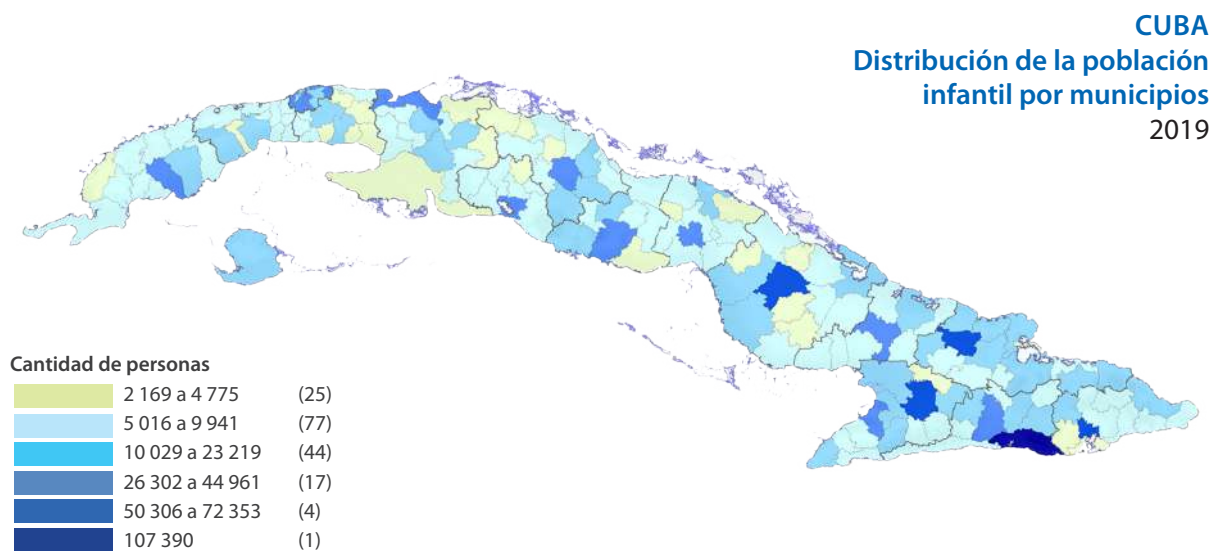 CUBA
Distribución de la población
infantil por municipios
2019
Cantidad de personas
2 169 a 4 775 (25)
5 016 a 9 941 (77)
10 029 a 23 219 (44)
26 302 a 44 961 (17)
50 306 a 72 353 (4)
107 390 (1)